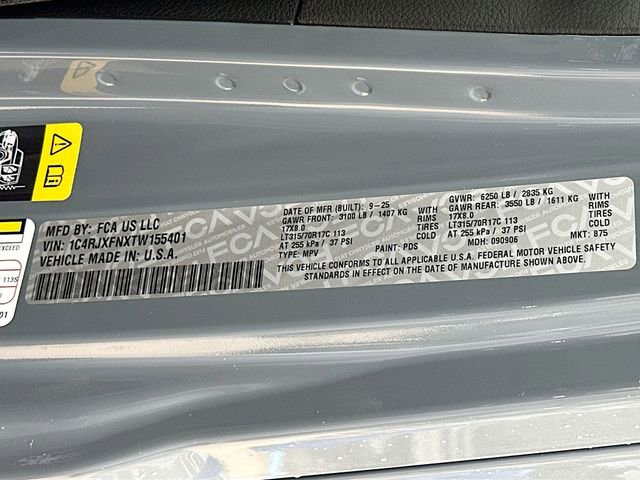 MFD BY: FCA US LLC
VIN: 1C4RJXFNXTW155401
VEHICLE MADE IN: U.S.A.
DATE OF MFR (BUILT): 9-25
GAWR FRONT: 3100 LB / 1407 KG WITH
17X8.0 RIMS
LT315/70R17C 113 TIRES
AT 255 kPa / 37 PSI COLD
TYPE: MPV
PAINT: PDS
GVWR: 6250 LB / 2835 KG
GAWR REAR: 3550 LB / 1611 KG WITH
17X8.0 RIMS
LT315/70R17C 113 TIRES
AT 255 kPa / 37 PSI COLD
MDH: 090906
MKT: 875
THIS VEHICLE CONFORMS TO ALL APPLICABLE U.S.A. FEDERAL MOTOR VEHICLE SAFETY
STANDARDS IN EFFECT ON THE DATE OF MANUFACTURE SHOWN ABOVE
EXCEED
113S
01